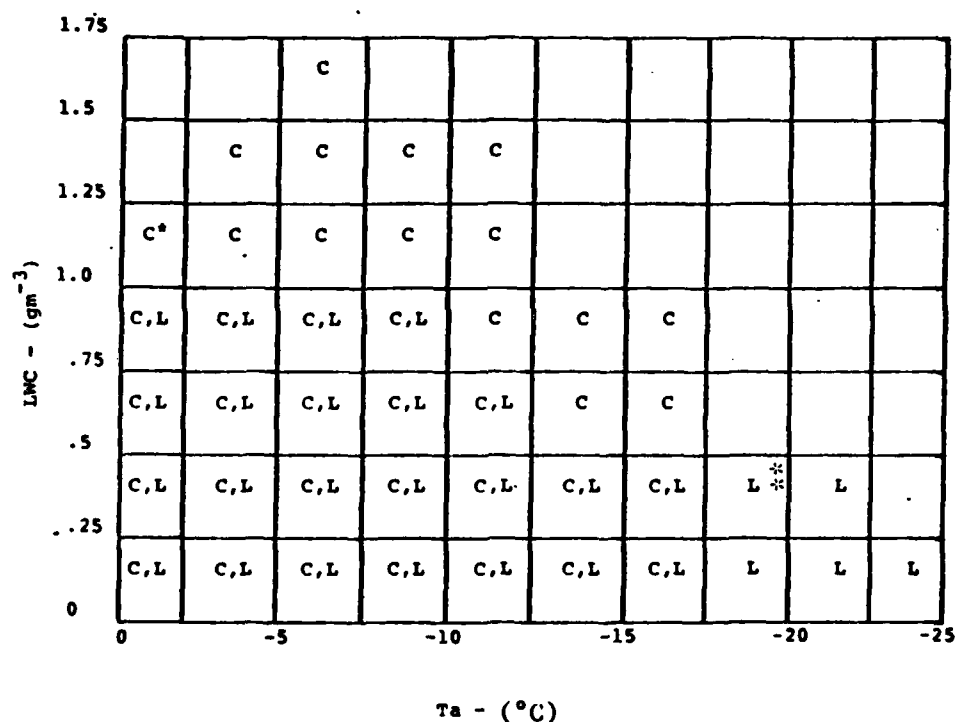 1.75
C
1.5
C C C C
1.25
C* C C C C
1.0
C,L C,L C,L C,L C C C
.75
C,L C,L C,L C,L C,L C C
.5
C,L C,L C,L C,L C,L C,L C,L L ** L
.25
C,L C,L C,L C,L C,L C,L C,L L L L
0
0 -5 -10 -15 -20 -25
LWC - (gm⁻³)
Ta - (°C)